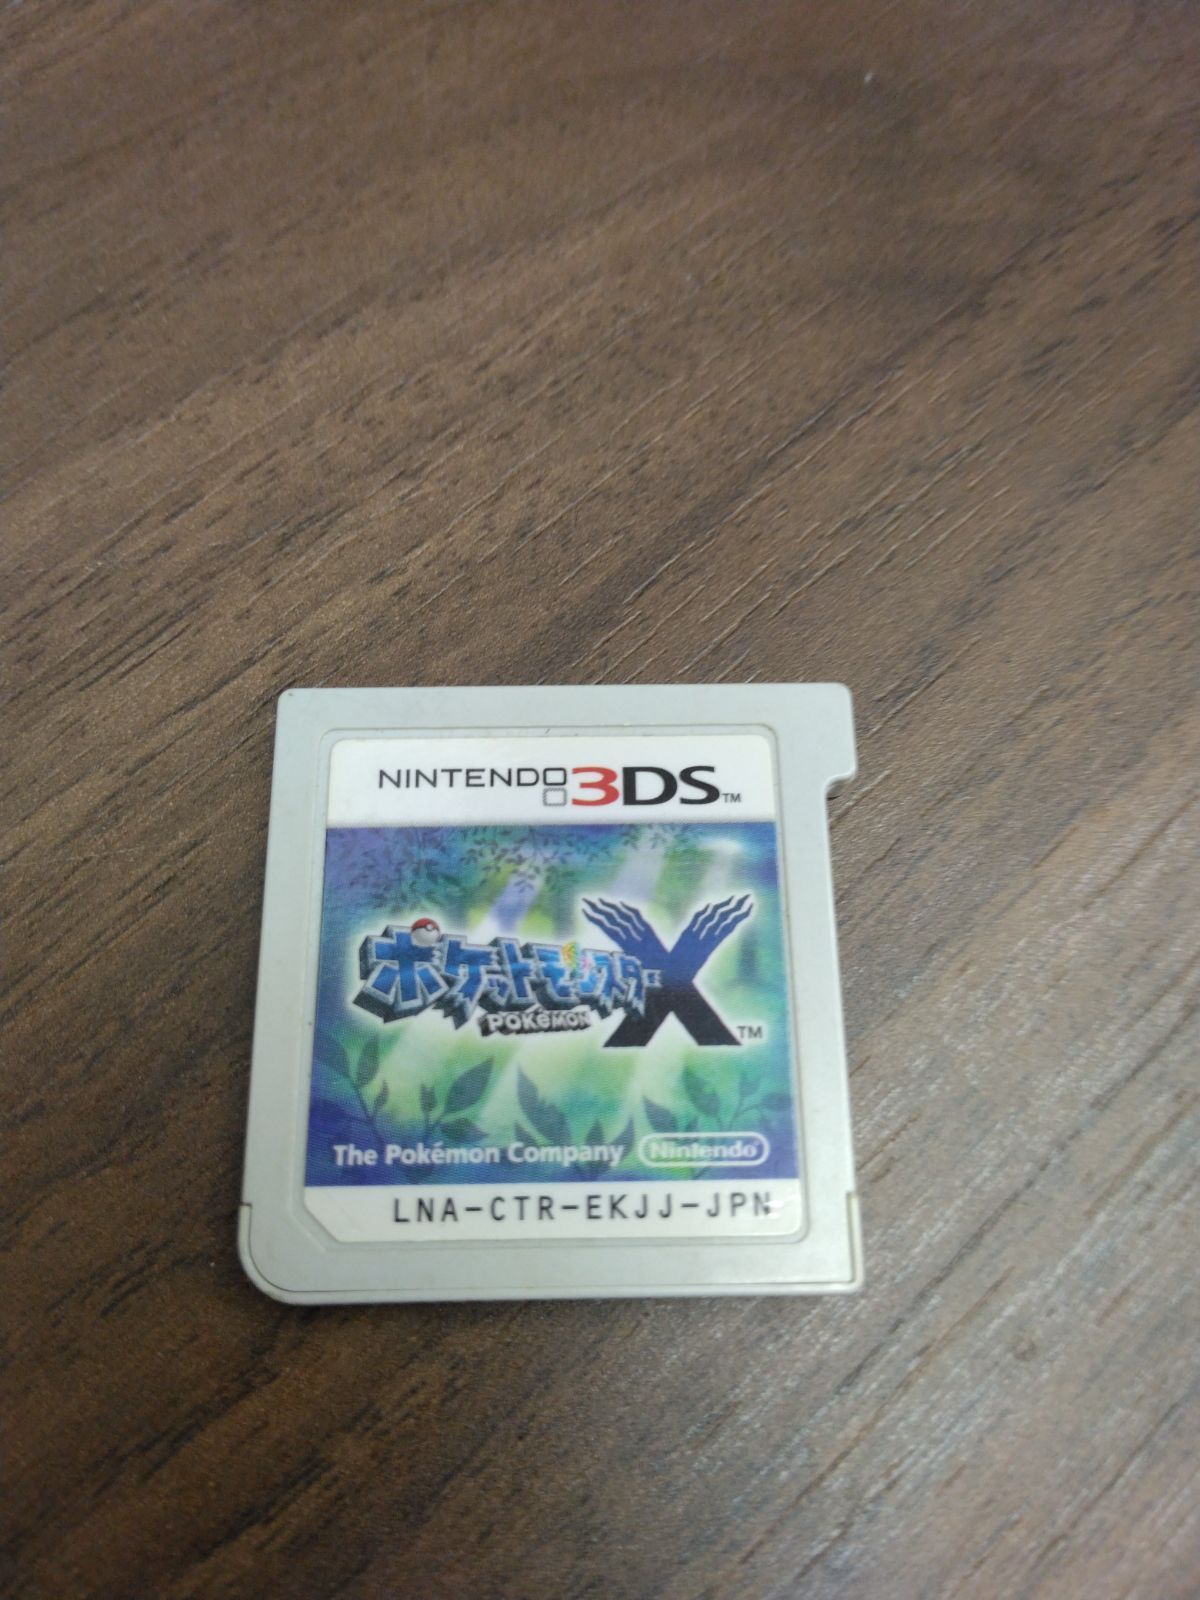 NINTENDO 3DS™
ポケットモンスター X™
POKéMON
The Pokémon Company Nintendo
LNA-CTR-EKJJ-JPN